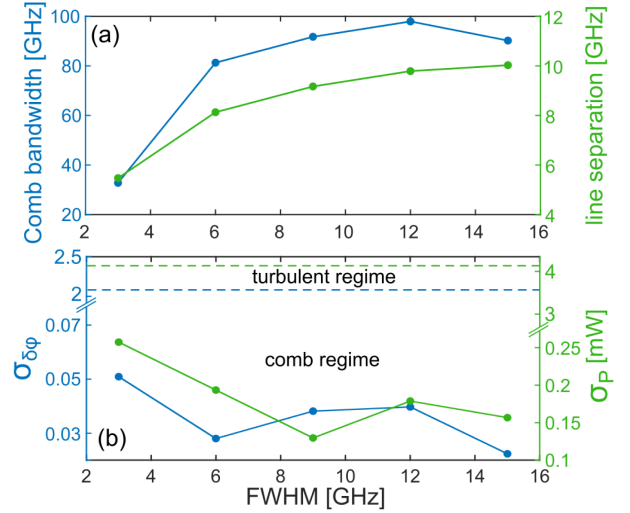 (a)
Comb bandwidth [GHz]
100
80
60
40
20
12
10
8
6
4
2
line separation [GHz]
2 4 6 8 10 12 14 16
2.5
2
0.07
0.05
0.03
σδφ
turbulent regime
comb regime
(b)
4
3
0.25
0.2
0.15
0.1
σP [mW]
2 4 6 8 10 12 14 16
FWHM [GHz]